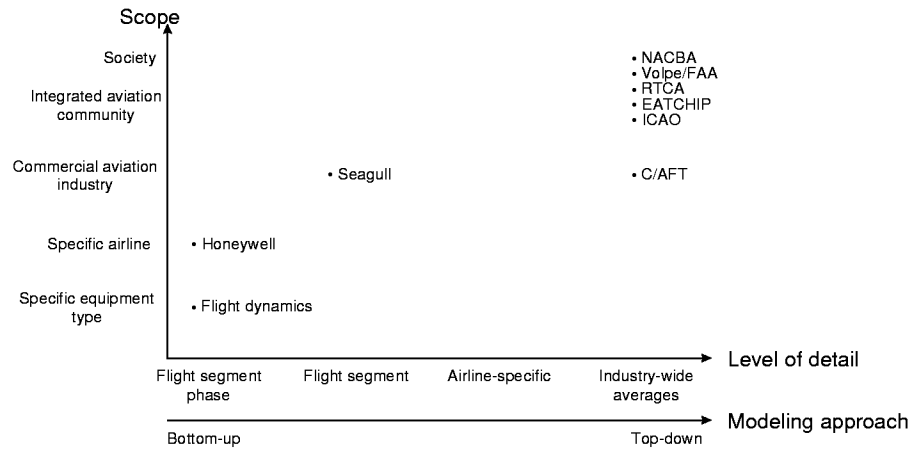 Scope
Society
• NACBA
• Volpe/FAA
Integrated aviation
community
• RTCA
• EATCHIP
• ICAO
Commercial aviation
industry
• Seagull
• C/AFT
Specific airline
• Honeywell
Specific equipment
type
• Flight dynamics
Level of detail
Flight segment
phase
Flight segment
Airline-specific
Industry-wide
averages
Modeling approach
Bottom-up
Top-down